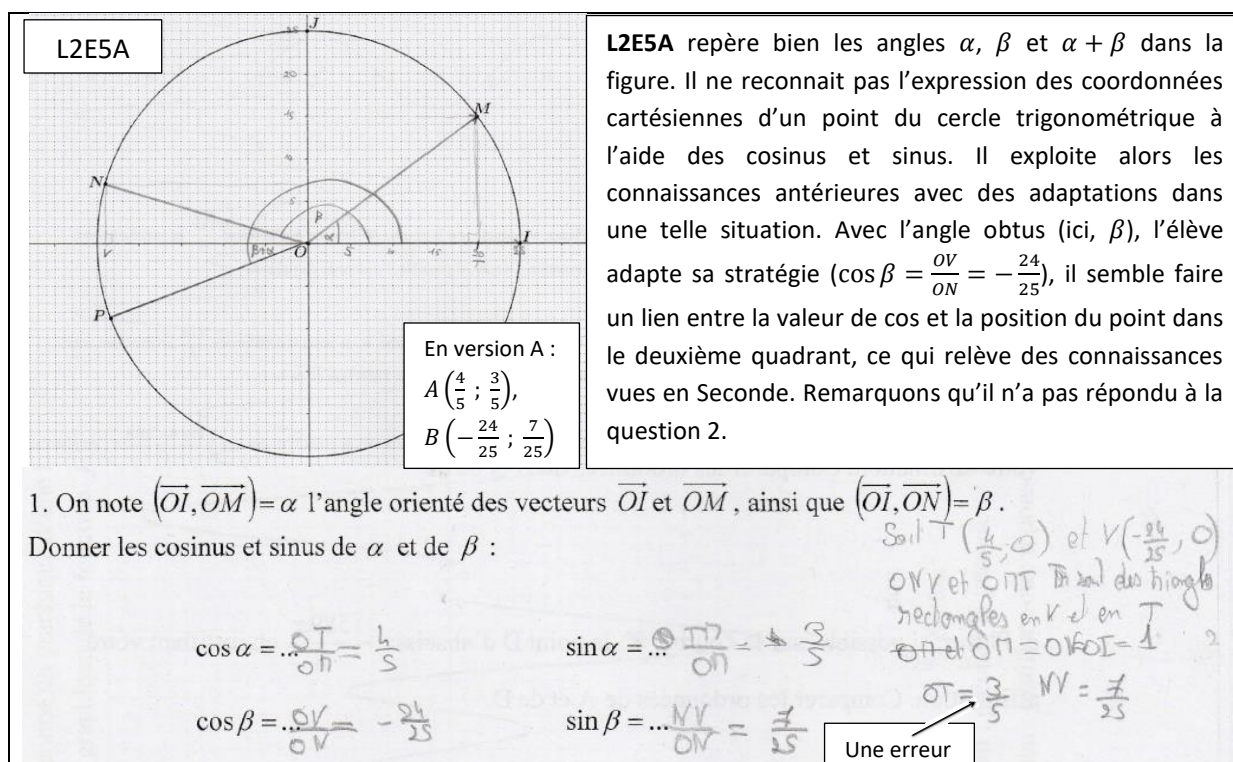 L2E5A
J
25
20
M
15
N
5
β
β+α
α
V
O
5
15
I
P
En version A :
A(4/5 ; 3/5),
B(−24/25 ; 7/25)
L2E5A repère bien les angles α, β et α + β dans la
figure. Il ne reconnait pas l’expression des coordonnées
cartésiennes d’un point du cercle trigonométrique à
l’aide des cosinus et sinus. Il exploite alors les
connaissances antérieures avec des adaptations dans
une telle situation. Avec l’angle obtus (ici, β), l’élève
adapte sa stratégie (cos β = OV/ON = −24/25), il semble faire
un lien entre la valeur de cos et la position du point dans
le deuxième quadrant, ce qui relève des connaissances
vues en Seconde. Remarquons qu’il n’a pas répondu à la
question 2.
1. On note (OI, OM) = α l’angle orienté des vecteurs OI et OM , ainsi que (OI, ON) = β .
Donner les cosinus et sinus de α et de β :
Soit T (4/5, 0) et V(-24/25, 0)
ONV et OMT sont des triangles
rectangles en V et en T
OI = 1
OT = 3/5 NV = 7/25
cos α = ...OT/OM = 4/5 sin α = ...TM/OM = 3/5
cos β = ...OV/ON = -24/25 sin β = ...NV/ON = 7/25
Une erreur